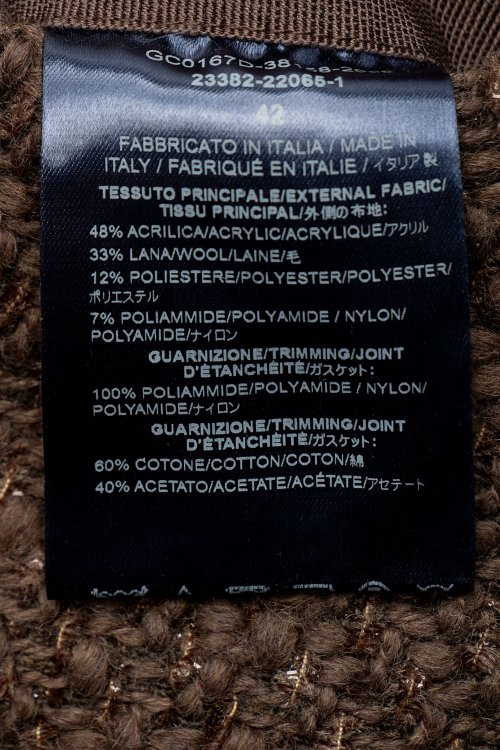 23382-22065-1
42
FABBRICATO IN ITALIA / MADE IN
ITALY / FABRIQUÉ EN ITALIE / イタリア製
TESSUTO PRINCIPALE/EXTERNAL FABRIC/
TISSU PRINCIPAL/外側の布地:
48% ACRILICA/ACRYLIC/ACRYLIQUE/アクリル
33% LANA/WOOL/LAINE/毛
12% POLIESTERE/POLYESTER/POLYESTER/
ポリエステル
7% POLIAMMIDE/POLYAMIDE / NYLON/
POLYAMIDE/ナイロン
GUARNIZIONE/TRIMMING/JOINT
D'ÉTANCHÉITÉ/ガスケット:
100% POLIAMMIDE/POLYAMIDE / NYLON/
POLYAMIDE/ナイロン
GUARNIZIONE/TRIMMING/JOINT
D'ÉTANCHÉITÉ/ガスケット:
60% COTONE/COTTON/COTON/綿
40% ACETATO/ACETATE/ACÉTATE/アセテート